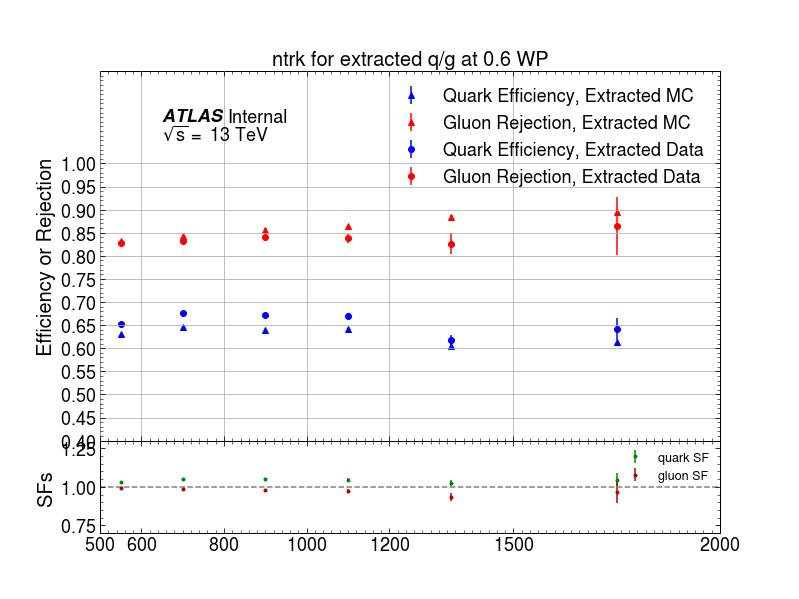 ntrk for extracted q/g at 0.6 WP
ATLAS Internal
√s = 13 TeV
Quark Efficiency, Extracted MC
Gluon Rejection, Extracted MC
Quark Efficiency, Extracted Data
Gluon Rejection, Extracted Data
Efficiency or Rejection
1.00
0.95
0.90
0.85
0.80
0.75
0.70
0.65
0.60
0.55
0.50
0.45
0.40
SFs
1.25
1.00
0.75
quark SF
gluon SF
500 600 800 1000 1200 1500 2000